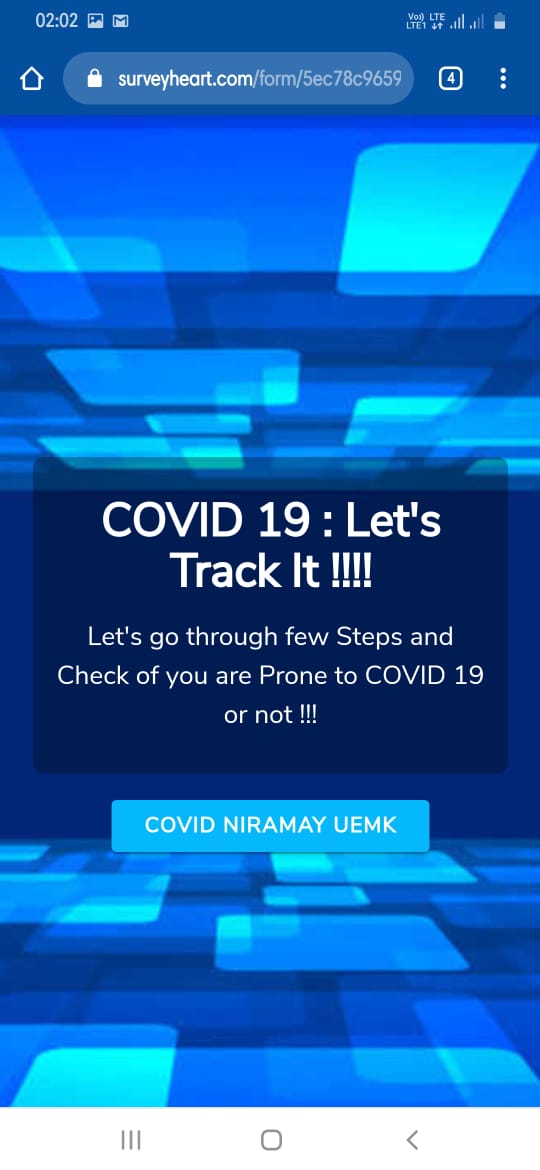 02:02
Vo) LTE
LTE1
surveyheart.com/form/5ec78c9659
4
COVID 19 : Let's
Track It !!!!
Let's go through few Steps and
Check of you are Prone to COVID 19
or not !!!
COVID NIRAMAY UEMK